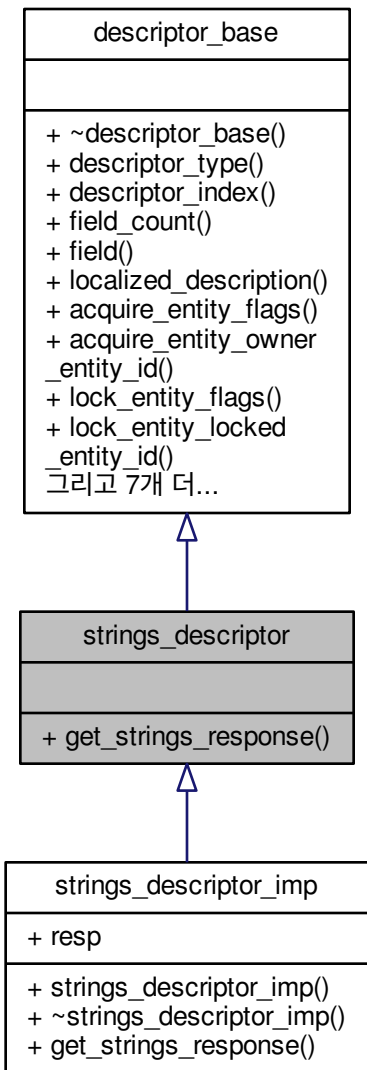 descriptor_base
+ ~descriptor_base()
+ descriptor_type()
+ descriptor_index()
+ field_count()
+ field()
+ localized_description()
+ acquire_entity_flags()
+ acquire_entity_owner
_entity_id()
+ lock_entity_flags()
+ lock_entity_locked
_entity_id()
그리고 7개 더...
strings_descriptor
+ get_strings_response()
strings_descriptor_imp
+ resp
+ strings_descriptor_imp()
+ ~strings_descriptor_imp()
+ get_strings_response()